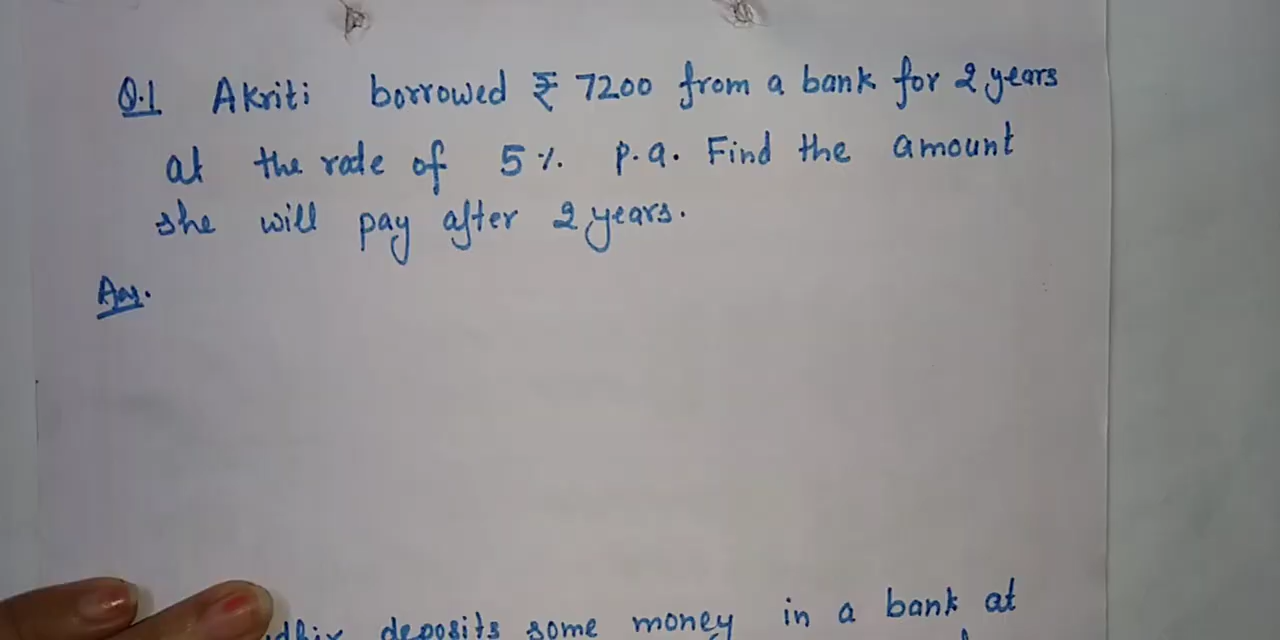 Q.1 Akriti borrowed ₹ 7200 from a bank for 2 years
at the rate of 5 % p.a. Find the amount
she will pay after 2 years.
Ans.
deposits some money in a bank at